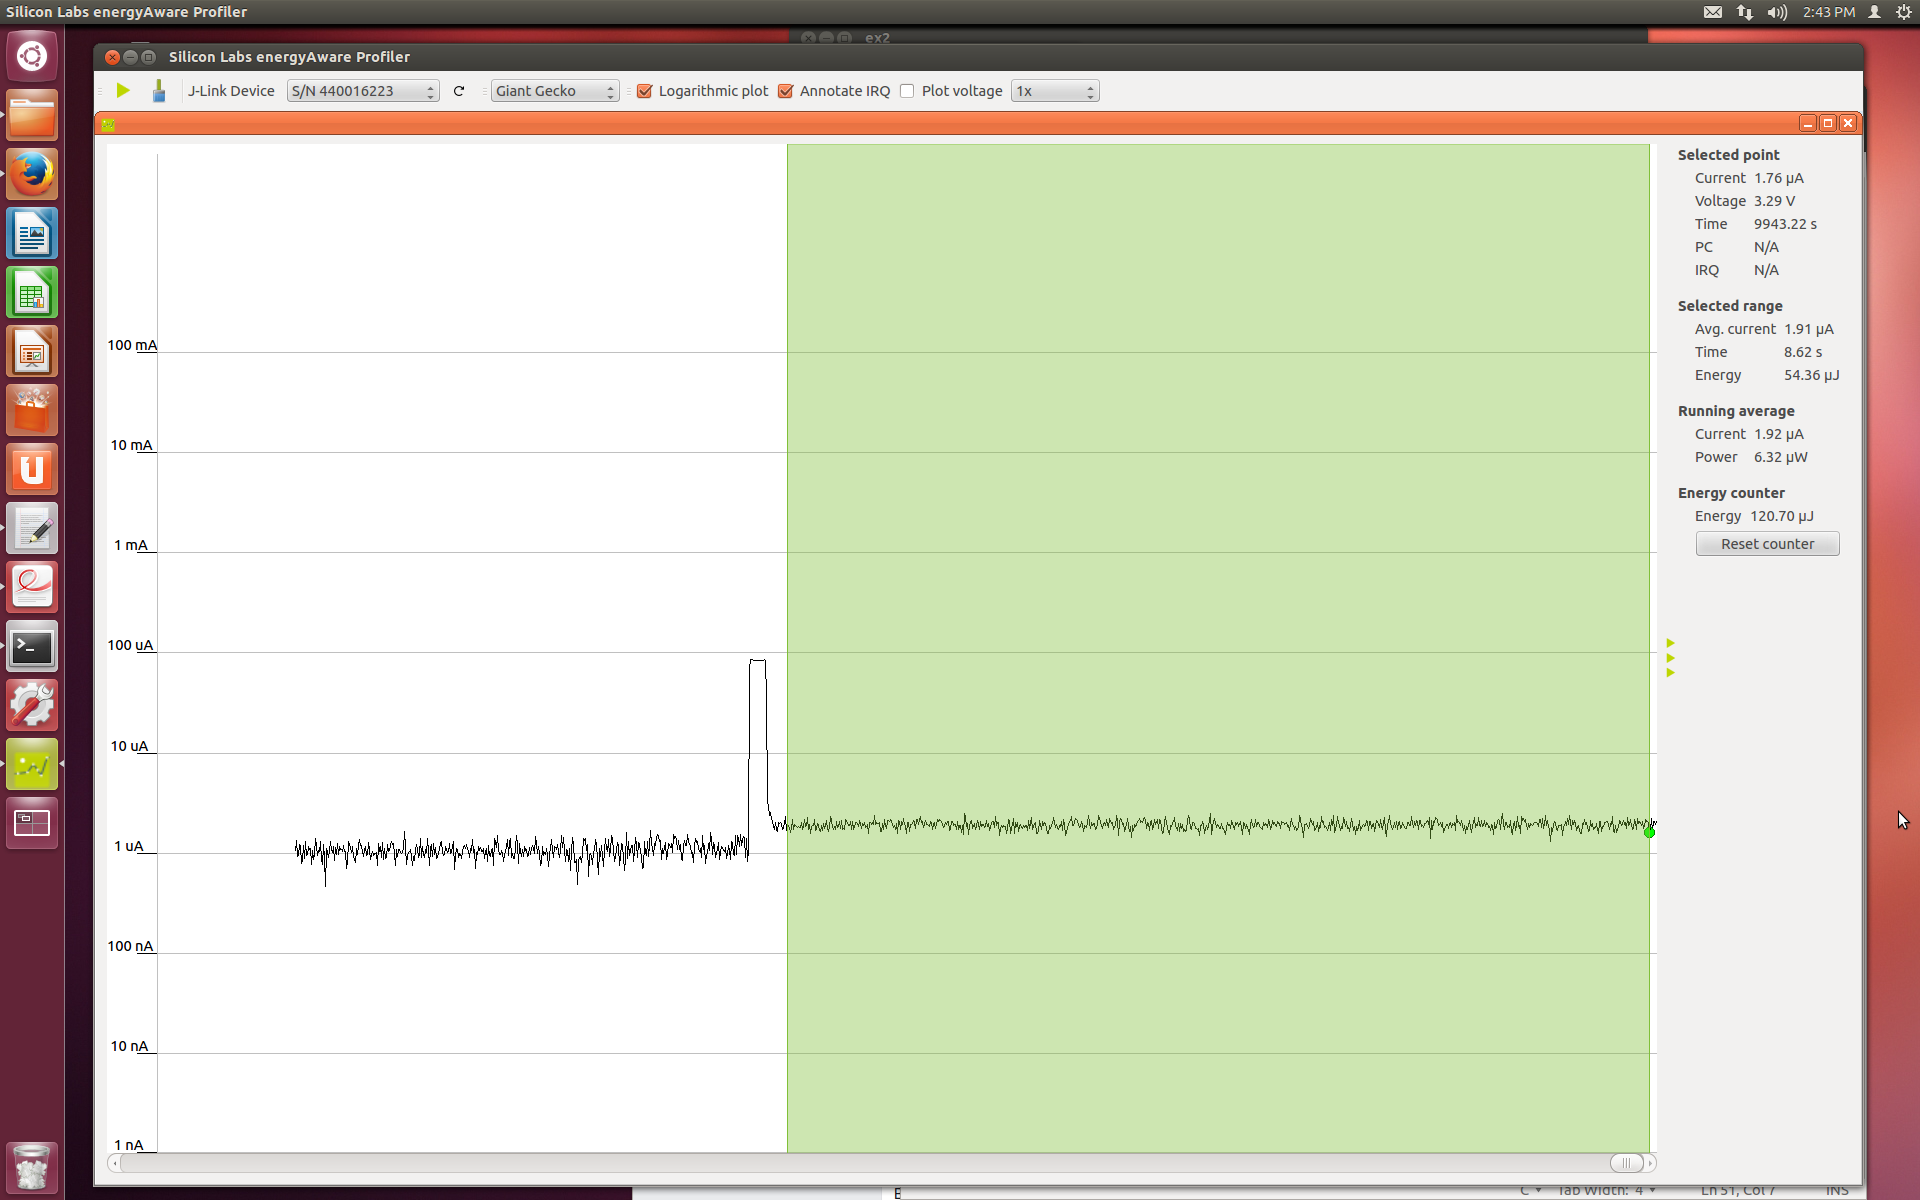 Silicon Labs energyAware Profiler
2:43 PM
ex2
Silicon Labs energyAware Profiler
J-Link Device S/N 440016223 Giant Gecko Logarithmic plot Annotate IRQ Plot voltage 1x
100 mA
10 mA
1 mA
100 uA
10 uA
1 uA
100 nA
10 nA
1 nA
Selected point
Current 1.76 µA
Voltage 3.29 V
Time 9943.22 s
PC N/A
IRQ N/A
Selected range
Avg. current 1.91 µA
Time 8.62 s
Energy 54.36 µJ
Running average
Current 1.92 µA
Power 6.32 µW
Energy counter
Energy 120.70 µJ
Reset counter
C Tab Width: 4 Ln 51, Col 7 INS